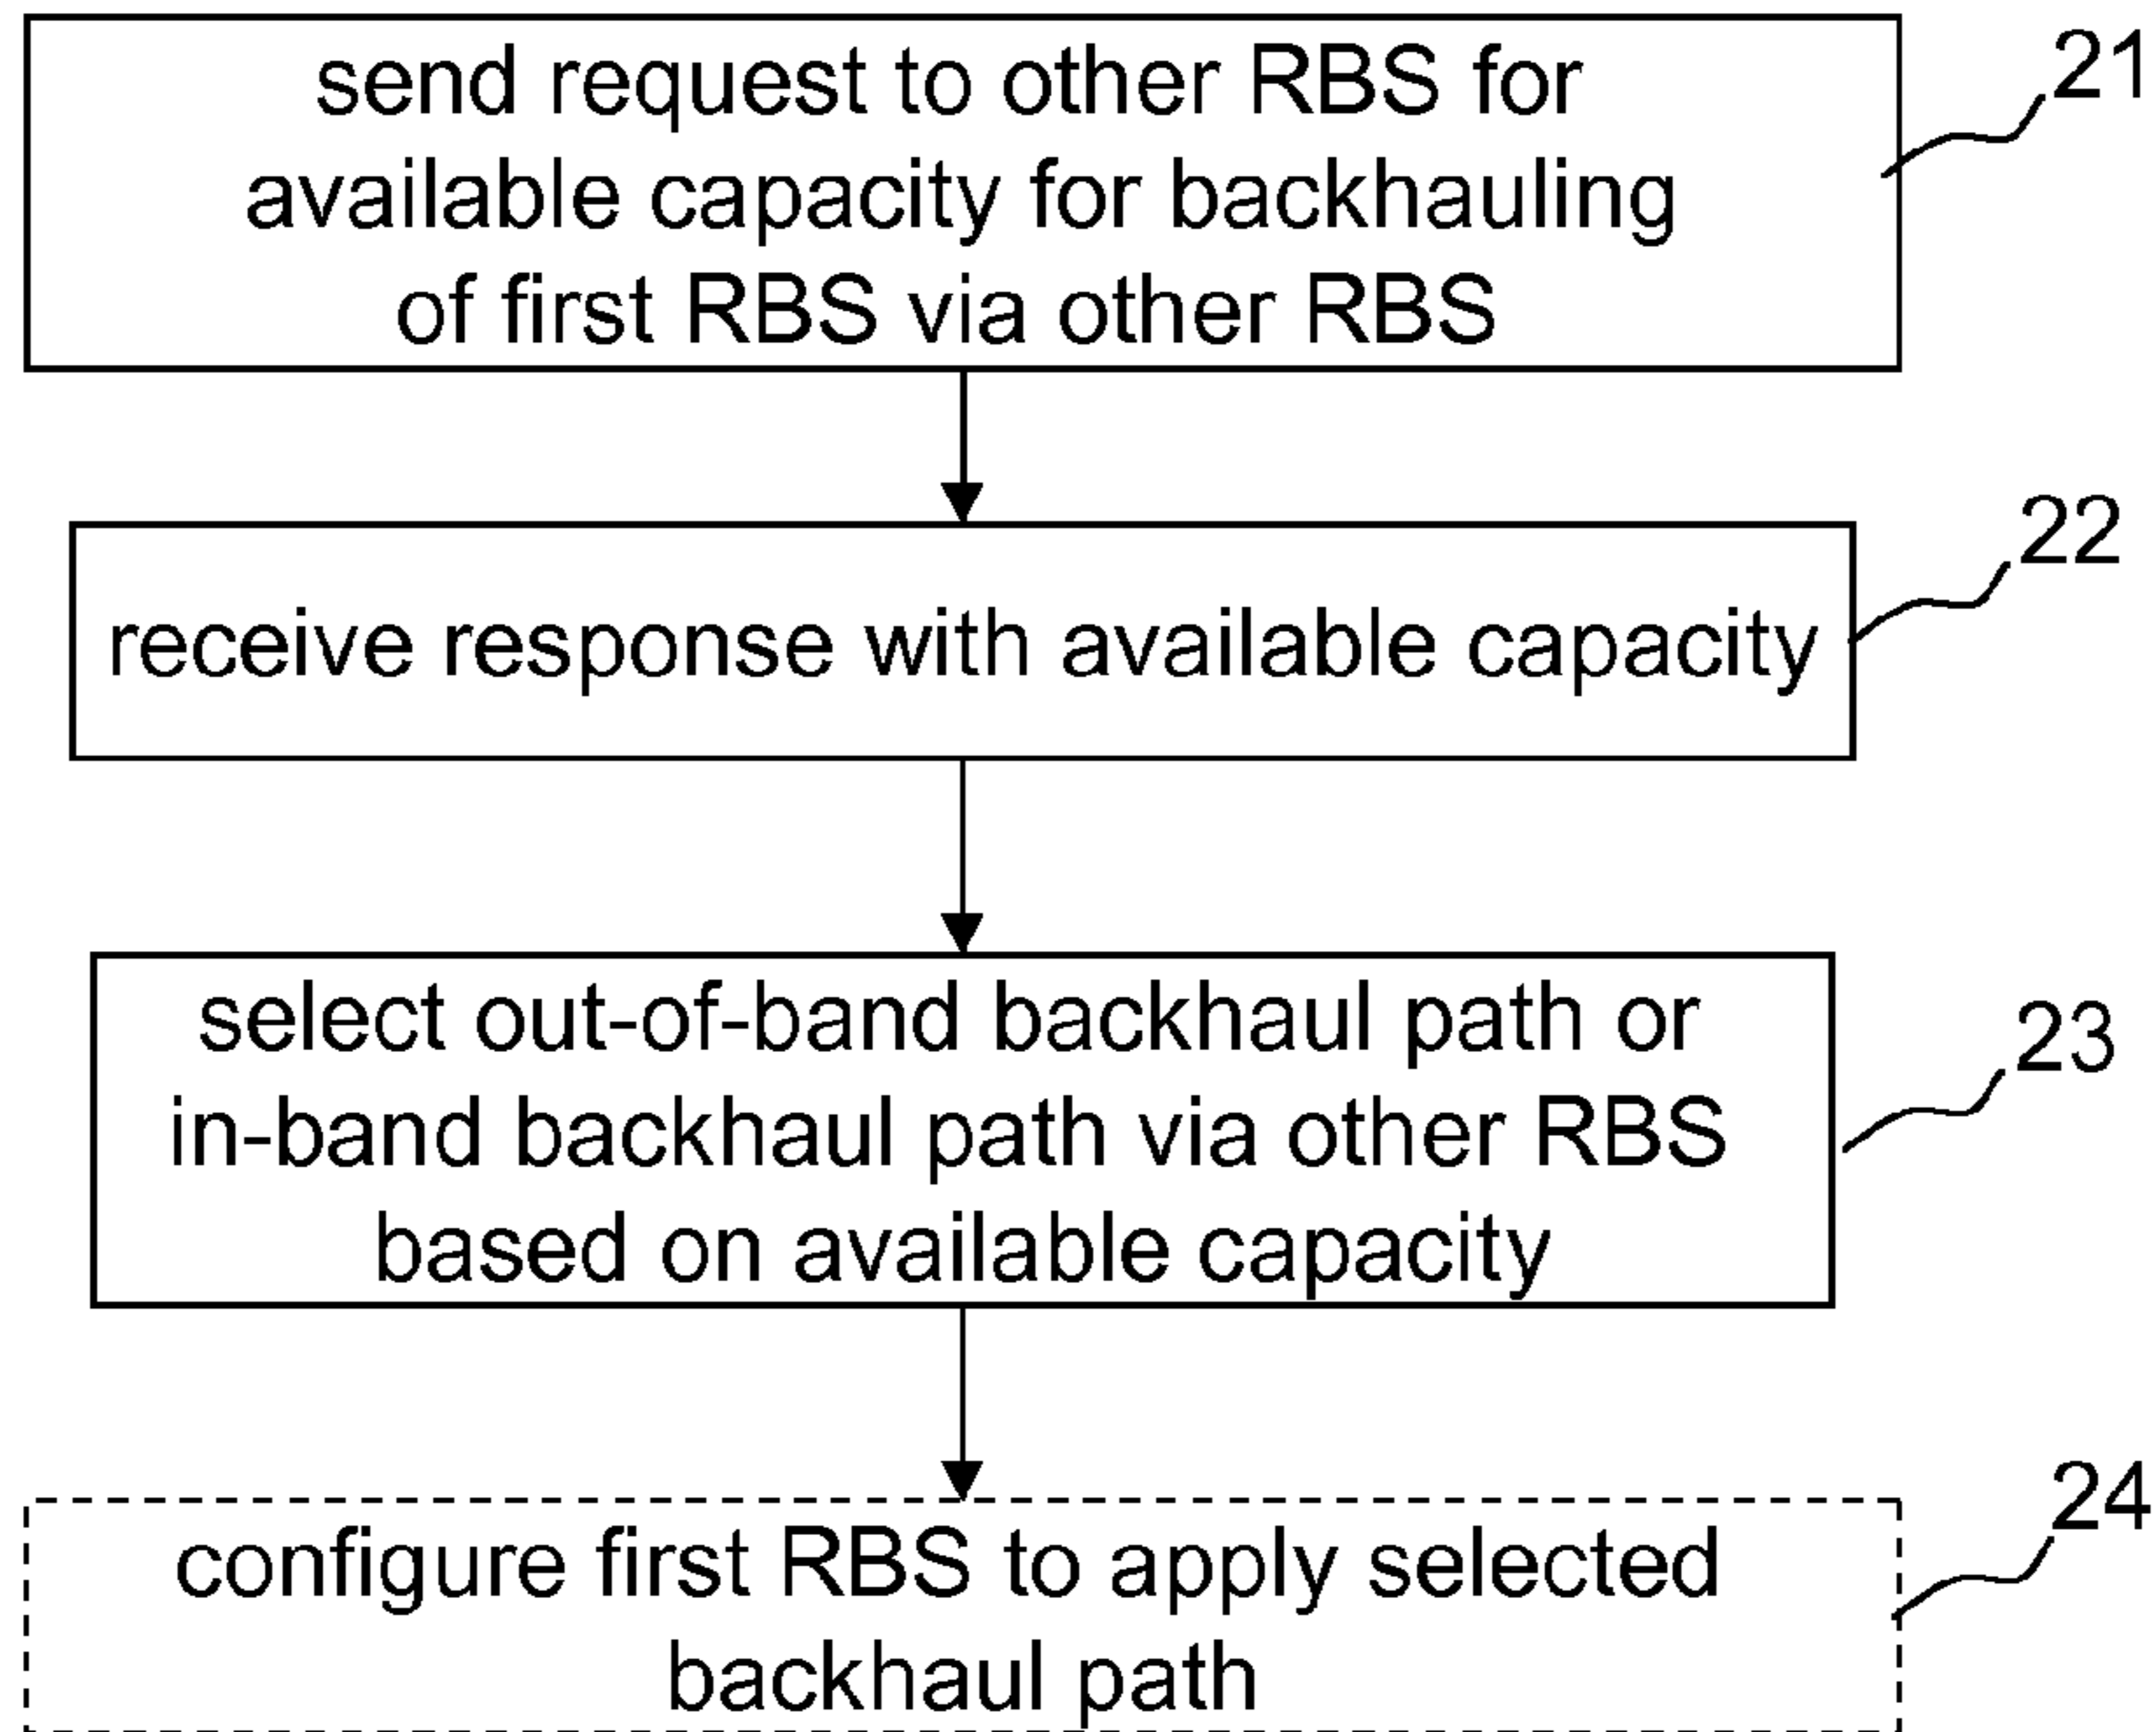 send request to other RBS for
available capacity for backhauling
of first RBS via other RBS
21
receive response with available capacity
22
select out-of-band backhaul path or
in-band backhaul path via other RBS
based on available capacity
23
configure first RBS to apply selected
backhaul path
24